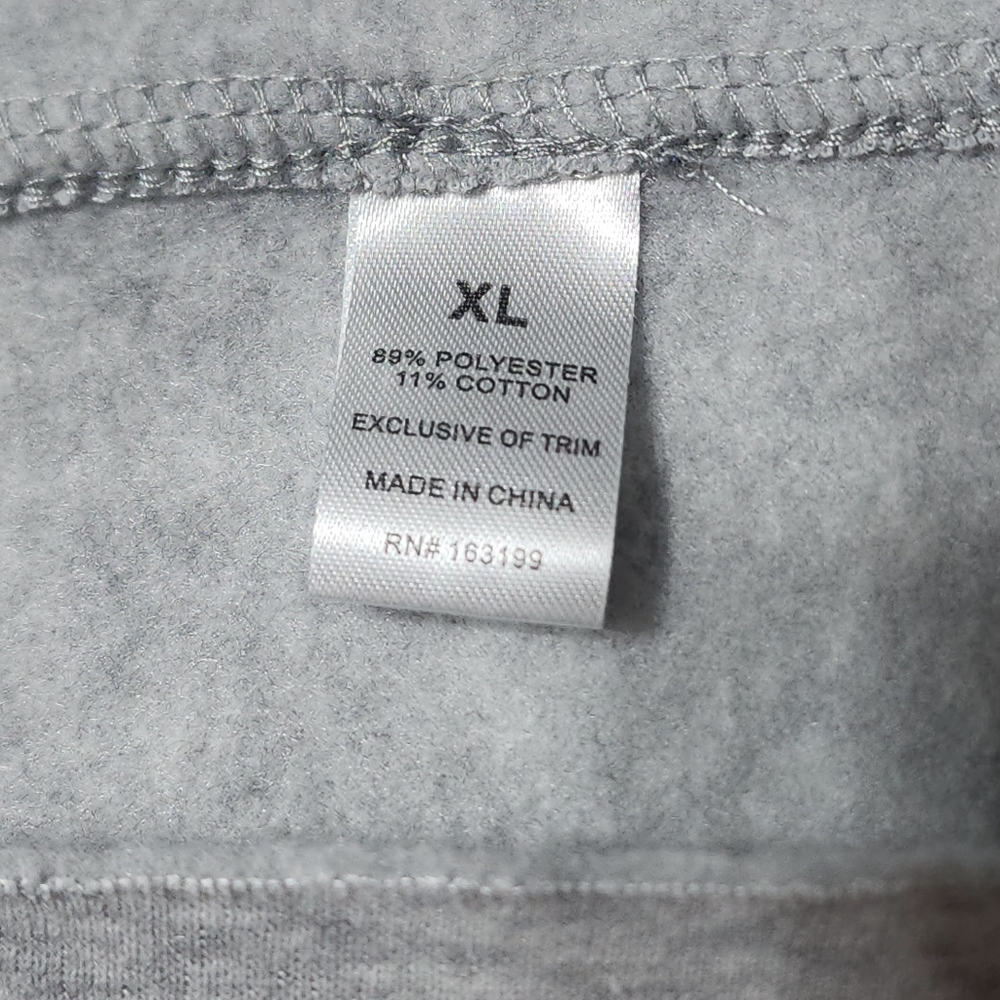 XL
89% POLYESTER
11% COTTON
EXCLUSIVE OF TRIM
MADE IN CHINA
RN# 163199